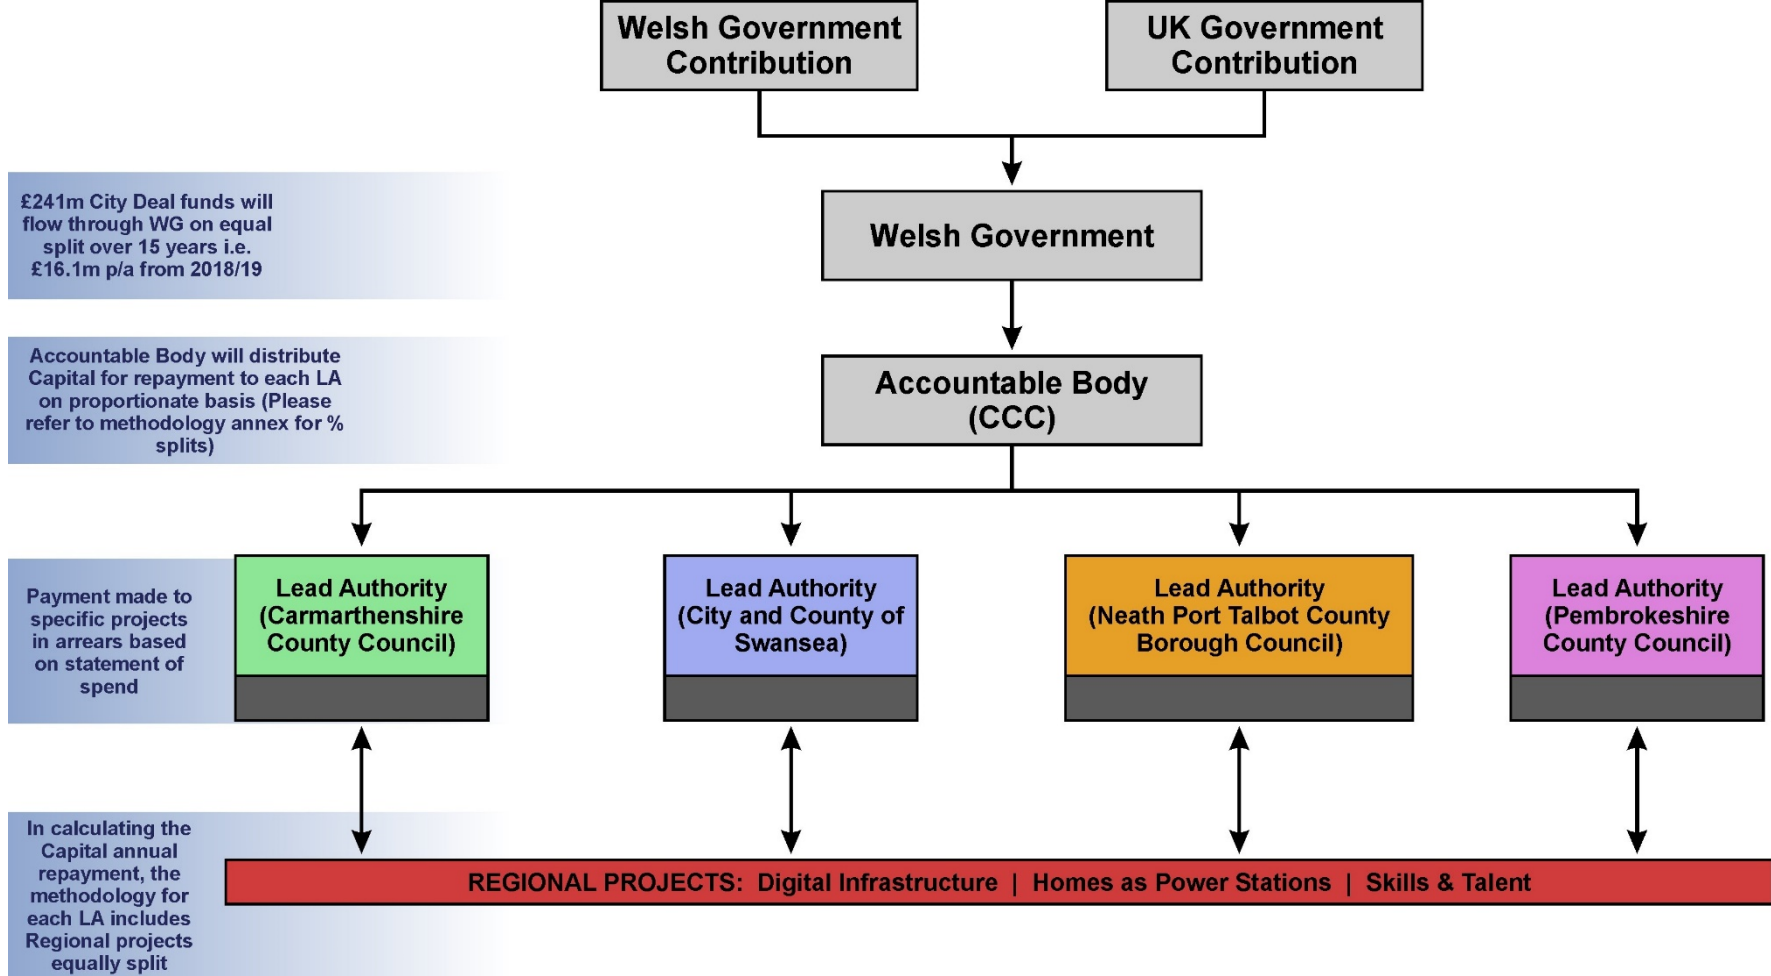 Welsh Government
Contribution
UK Government
Contribution
£241m City Deal funds will
flow through WG on equal
split over 15 years i.e.
£16.1m p/a from 2018/19
Welsh Government
Accountable Body will distribute
Capital for repayment to each LA
on proportionate basis (Please
refer to methodology annex for %
splits)
Accountable Body
(CCC)
Payment made to
specific projects
in arrears based
on statement of
spend
Lead Authority
(Carmarthenshire
County Council)
Lead Authority
(City and County of
Swansea)
Lead Authority
(Neath Port Talbot County
Borough Council)
Lead Authority
(Pembrokeshire
County Council)
In calculating the
Capital annual
repayment, the
methodology for
each LA includes
Regional projects
equally split
REGIONAL PROJECTS: Digital Infrastructure | Homes as Power Stations | Skills & Talent